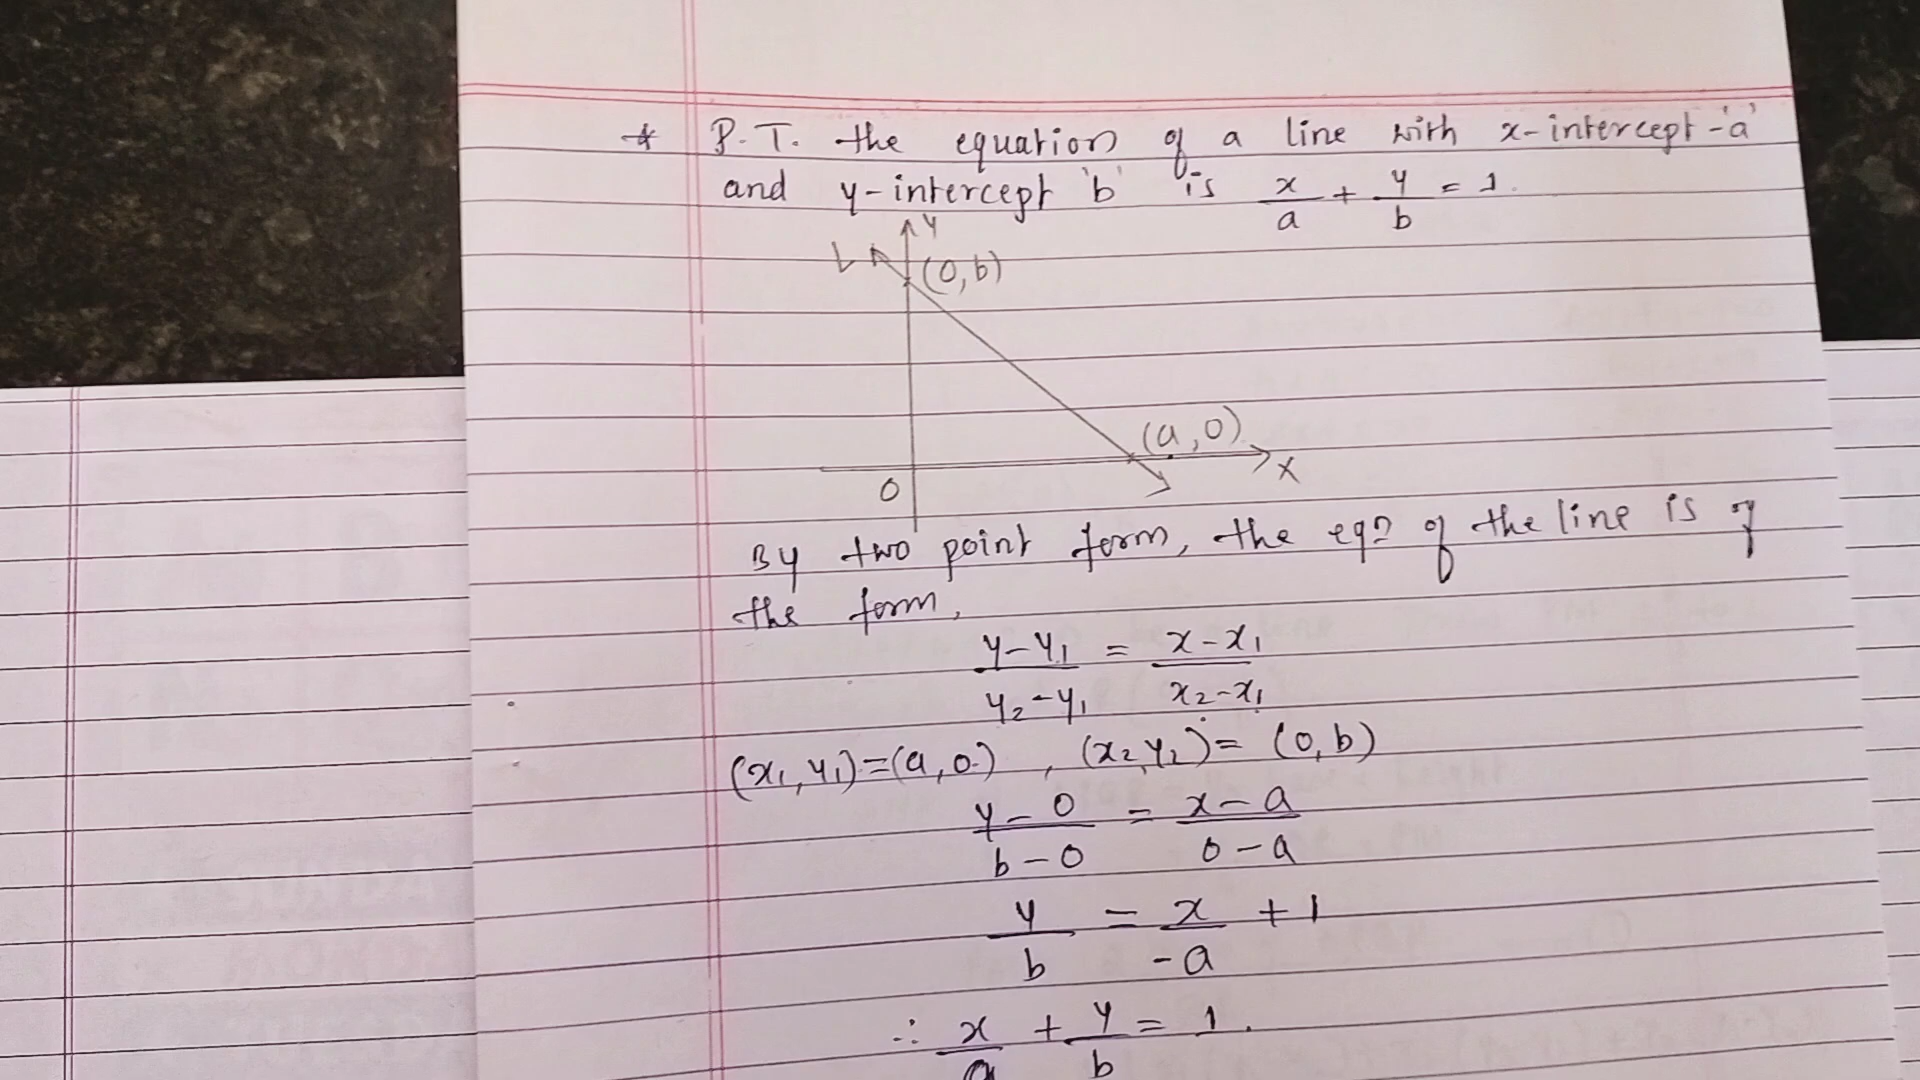 * P.T. the equation of a line with x-intercept-'a'
and y-intercept 'b' is x/a + y/b = 1.
Y
L
(0,b)
(a,0)
X
O
By two point form, the eqn of the line is of
the form,
y-y₁/y₂-y₁ = x-x₁/x₂-x₁
(x₁,y₁)=(a,0), (x₂,y₂)=(0,b)
y-0/b-0 = x-a/0-a
y/b = x/-a + 1
∴ x/a + y/b = 1.